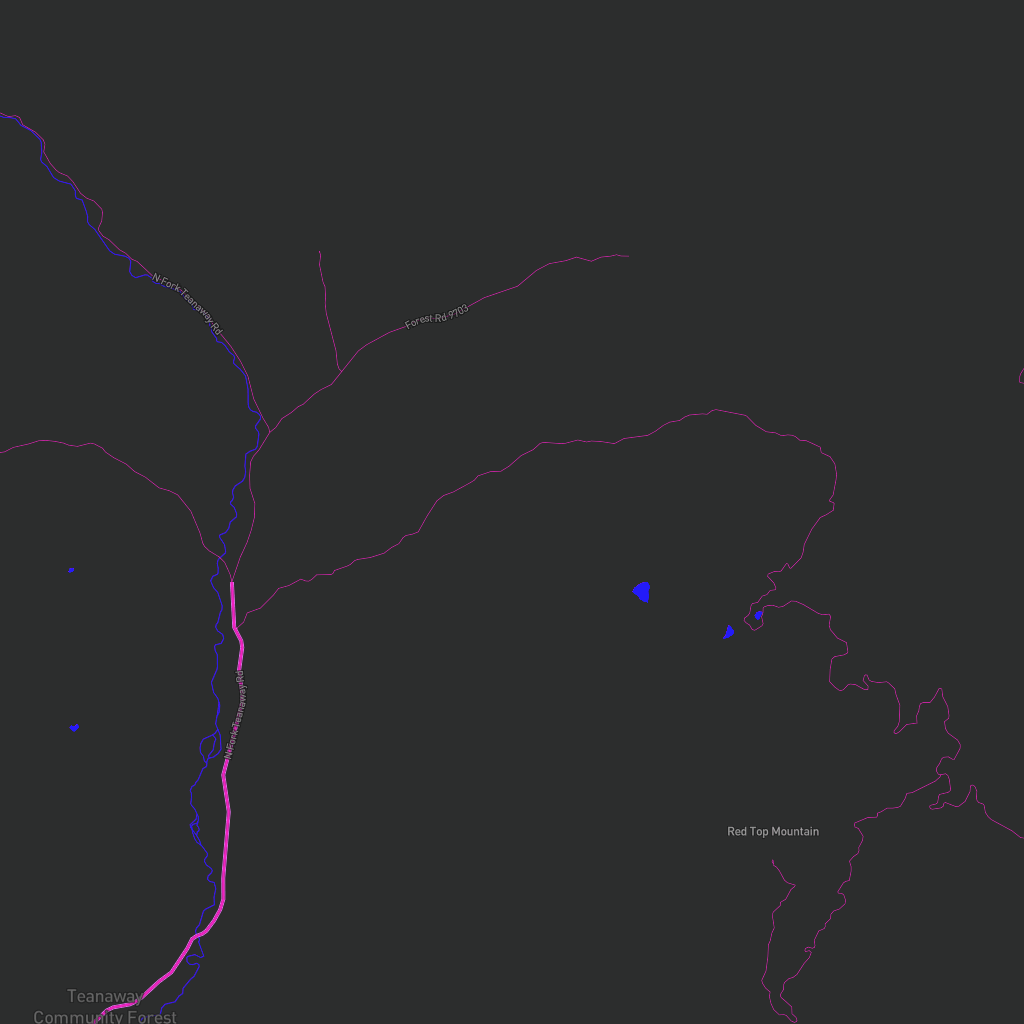 N Fork Teanaway Rd
Forest Rd 9703
N Fork Teanaway Rd
Red Top Mountain
Teanaway
Community Forest